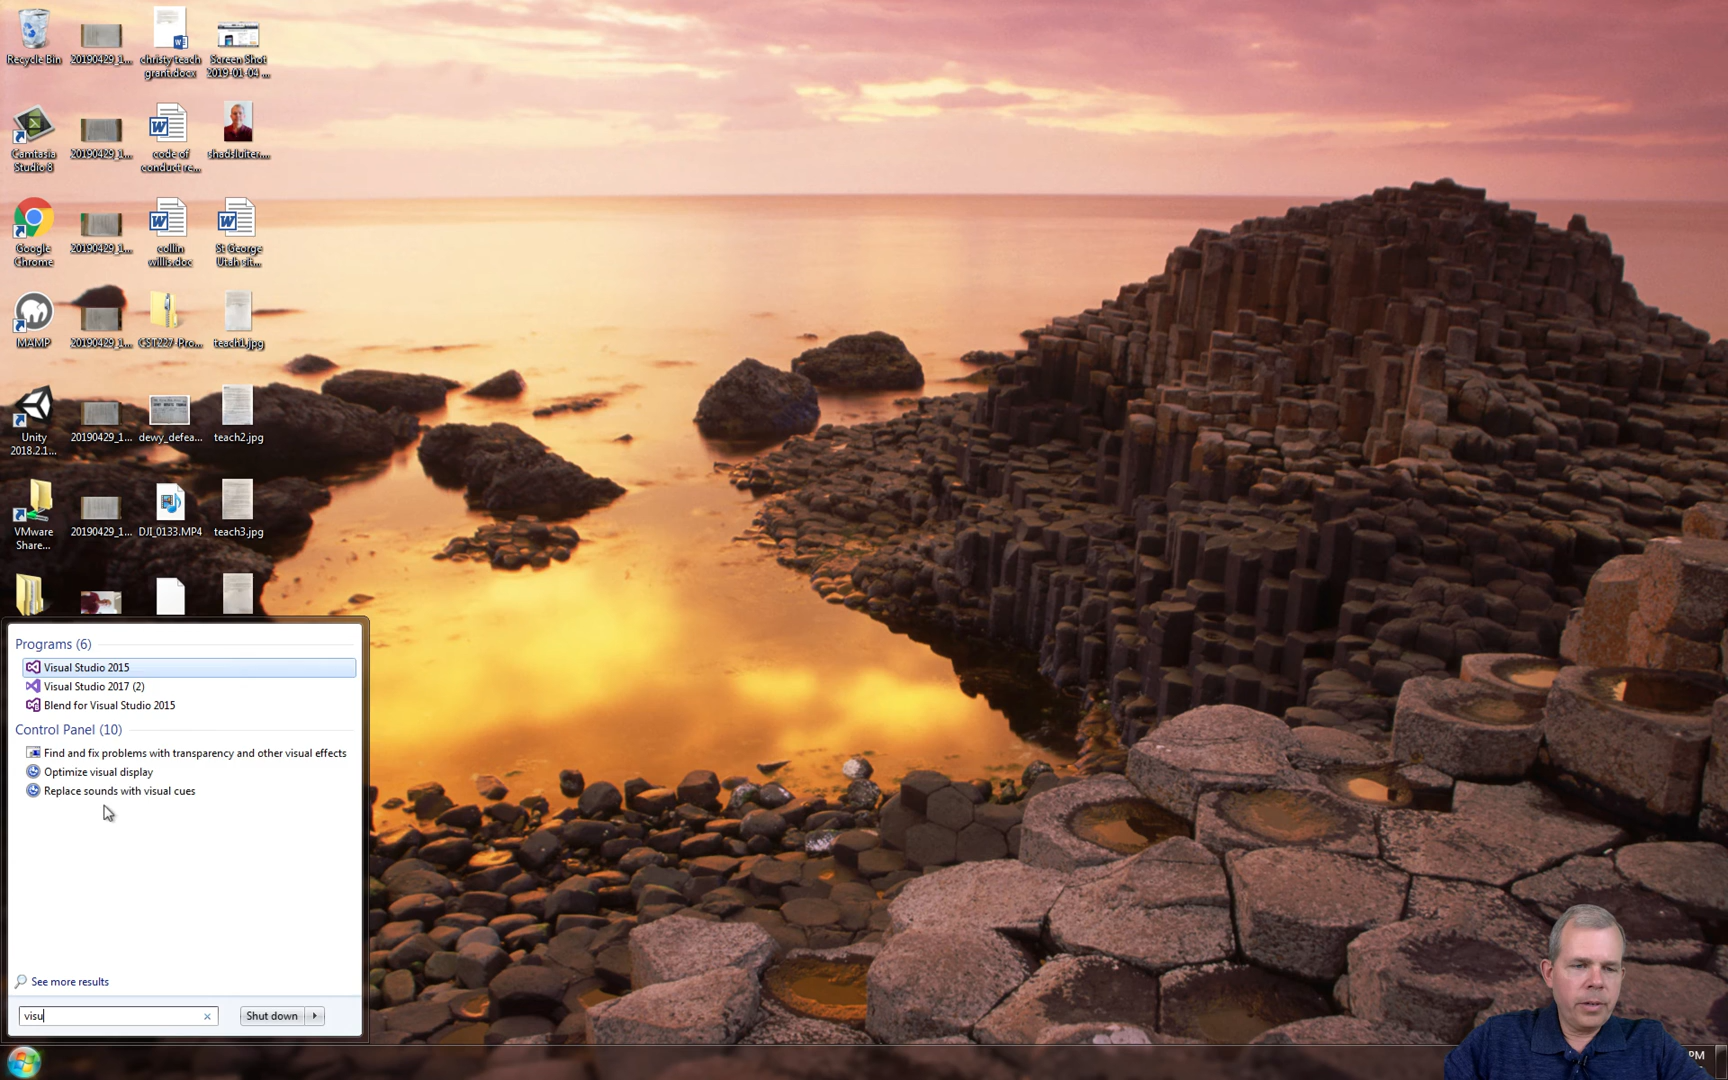 Recycle Bin
20190429_1...
christy teach
grant.docx
Screen Shot
2019-01-04 ...
Camtasia
Studio 8
20190429_1...
code of
conduct re...
shadsluiter....
Google
Chrome
20190429_1...
collin
willis.doc
St George
Utah sit...
MAMP
20190429_1...
CST227-Pro...
teach1.jpg
Unity
2018.2.1...
20190429_1...
dewy_defea...
teach2.jpg
VMware
Share...
20190429_1...
DJI_0133.MP4
teach3.jpg
Programs (6)
Visual Studio 2015
Visual Studio 2017 (2)
Blend for Visual Studio 2015
Control Panel (10)
Find and fix problems with transparency and other visual effects
Optimize visual display
Replace sounds with visual cues
See more results
visu
Shut down
PM